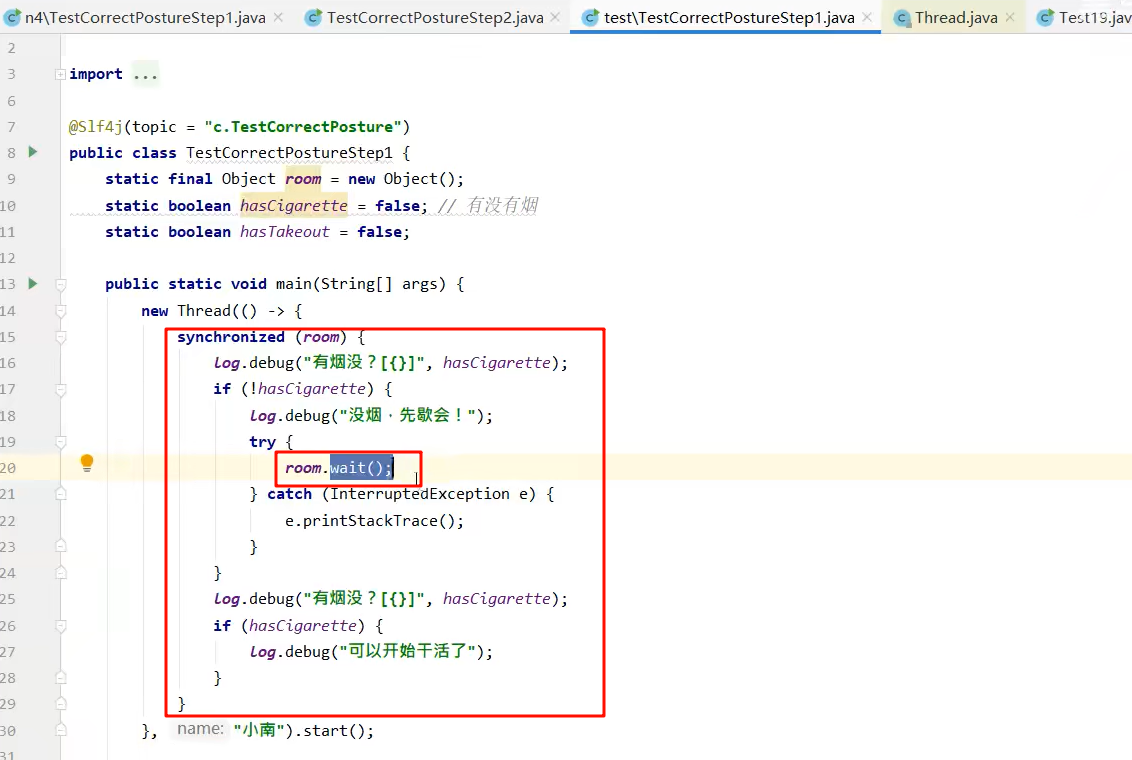 n4\TestCorrectPostureStep1.java × TestCorrectPostureStep2.java × test\TestCorrectPostureStep1.java × Thread.java × Test19.jav
2
3 import ...
6
7 @Slf4j(topic = "c.TestCorrectPosture")
8 public class TestCorrectPostureStep1 {
9 static final Object room = new Object();
10 static boolean hasCigarette = false; // 有没有烟
11 static boolean hasTakeout = false;
12
13 public static void main(String[] args) {
14 new Thread(() -> {
15 synchronized (room) {
16 log.debug("有烟没？[{}]", hasCigarette);
17 if (!hasCigarette) {
18 log.debug("没烟，先歇会！");
19 try {
20 room.wait();
21 } catch (InterruptedException e) {
22 e.printStackTrace();
23 }
24 }
25 log.debug("有烟没？[{}]", hasCigarette);
26 if (hasCigarette) {
27 log.debug("可以开始干活了");
28 }
29 }
30 }, name: "小南").start();
31